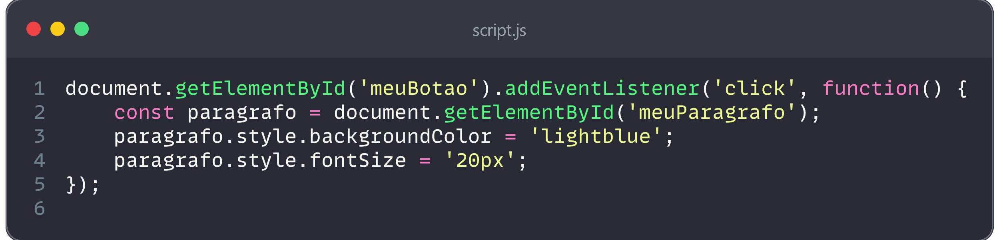 script.js
1 document.getElementById('meuBotao').addEventListener('click', function() {
2     const paragrafo = document.getElementById('meuParagrafo');
3     paragrafo.style.backgroundColor = 'lightblue';
4     paragrafo.style.fontSize = '20px';
5 });
6